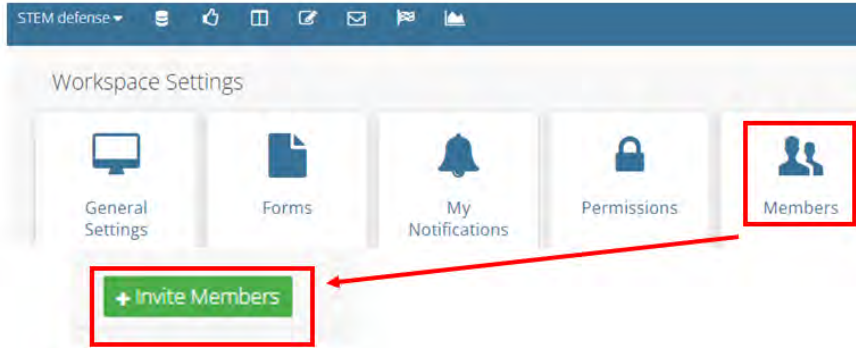 STEM defense
Workspace Settings
General
Settings
Forms
My
Notifications
Permissions
Members
+ Invite Members